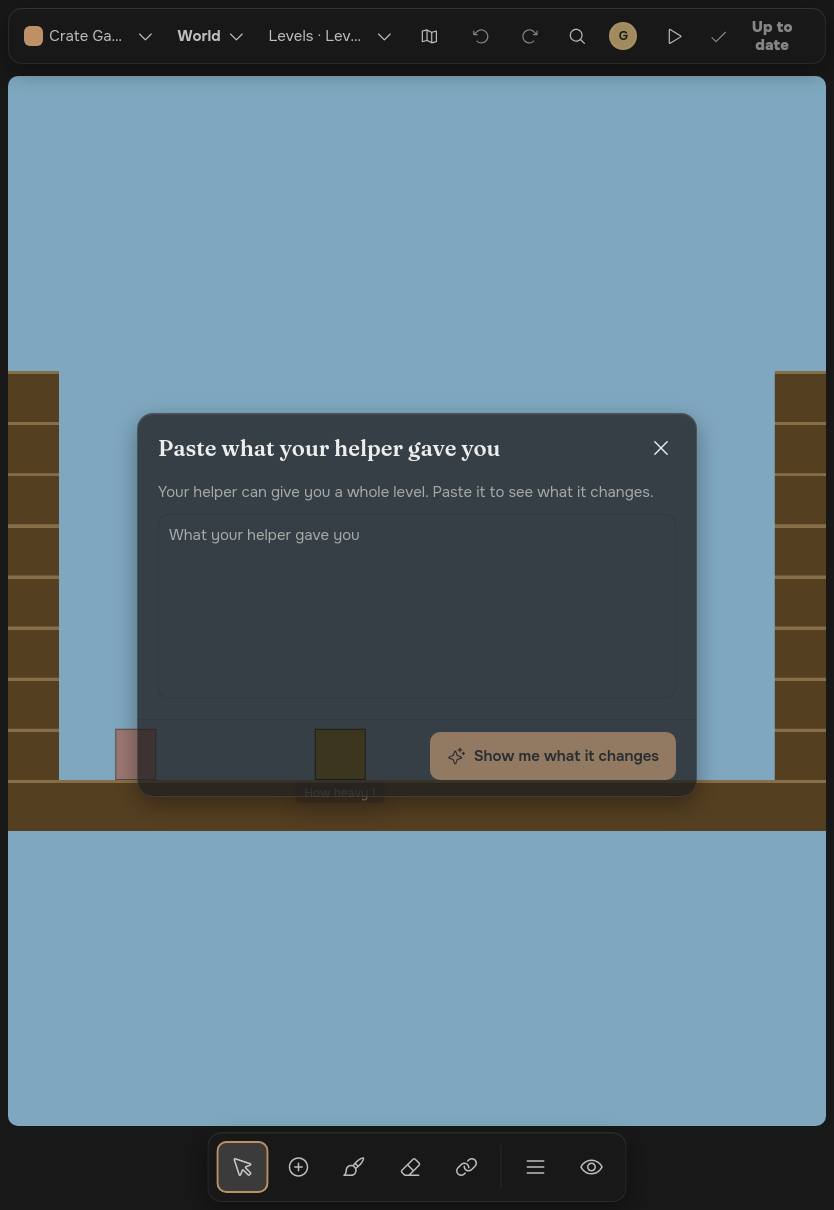 Crate Ga...
World
Levels · Lev...
G
Up to
date
Paste what your helper gave you
Your helper can give you a whole level. Paste it to see what it changes.
What your helper gave you
Show me what it changes
How heavy !